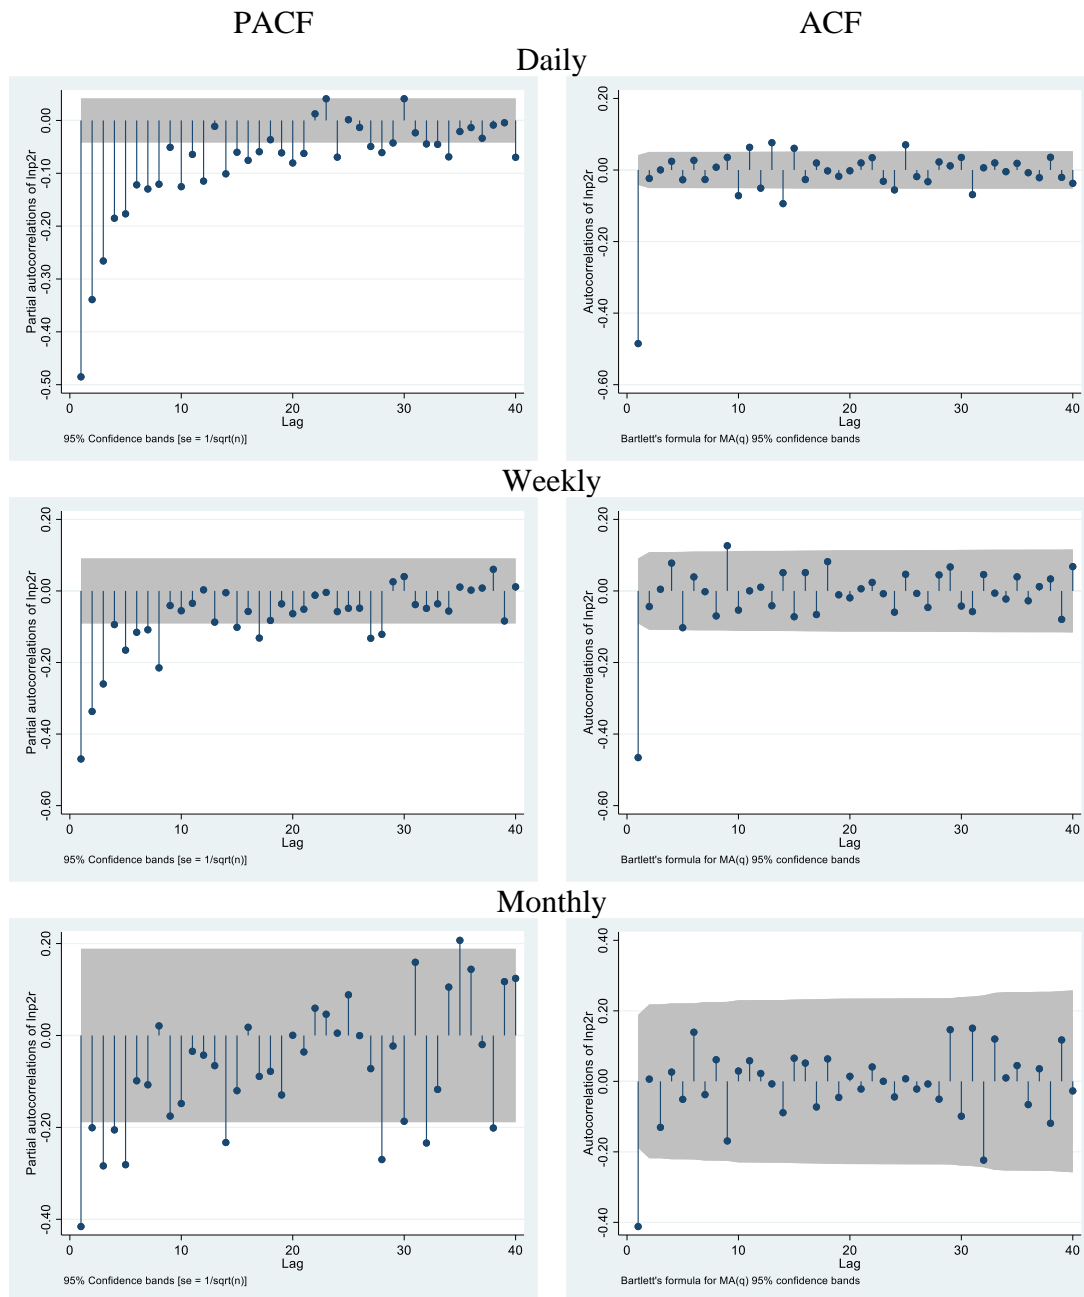 PACF ACF
Daily
Partial autocorrelations of lnp2r
0.00
-0.10
-0.20
-0.30
-0.40
-0.50
0 10 20 30 40
Lag
95% Confidence bands [se = 1/sqrt(n)]
Autocorrelations of lnp2r
0.20
0.00
-0.20
-0.40
-0.60
0 10 20 30 40
Lag
Bartlett's formula for MA(q) 95% confidence bands
Weekly
Partial autocorrelations of lnp2r
0.20
0.00
-0.20
-0.40
-0.60
0 10 20 30 40
Lag
95% Confidence bands [se = 1/sqrt(n)]
Autocorrelations of lnp2r
0.20
0.00
-0.20
-0.40
-0.60
0 10 20 30 40
Lag
Bartlett's formula for MA(q) 95% confidence bands
Monthly
Partial autocorrelations of lnp2r
0.20
0.00
-0.20
-0.40
0 10 20 30 40
Lag
95% Confidence bands [se = 1/sqrt(n)]
Autocorrelations of lnp2r
0.40
0.20
0.00
-0.20
-0.40
0 10 20 30 40
Lag
Bartlett's formula for MA(q) 95% confidence bands